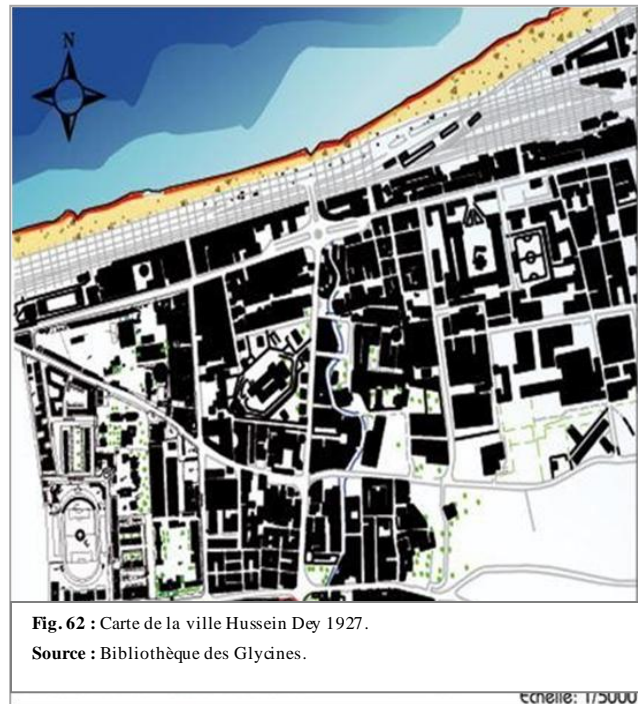 N
Fig. 62 : Carte de la ville Hussein Dey 1927.
Source : Bibliothèque des Glycines.
Echelle: 1/5000